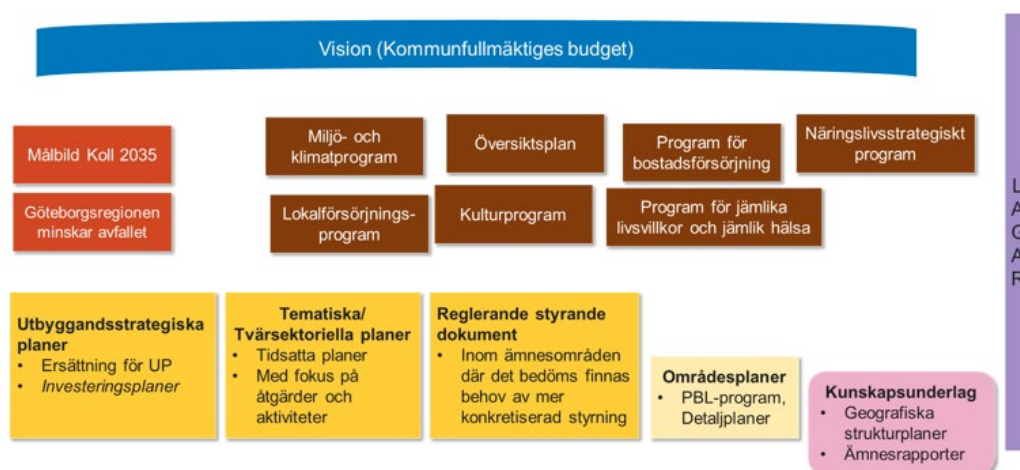 Vision (Kommunfullmäktiges budget)
Målbild Koll 2035
Miljö- och
klimatprogram
Översiktsplan
Program för
bostadsförsörjning
Näringslivsstrategiskt
program
Göteborgsregionen
minskar avfallet
Lokalförsörjnings-
program
Kulturprogram
Program för jämlika
livsvillkor och jämlik hälsa
L
A
G
A
R
Utbyggandsstrategiska
planer
• Ersättning för UP
• Investeringsplaner
Tematiska/
Tvärsektoriella planer
• Tidsatta planer
• Med fokus på
åtgärder och
aktiviteter
Reglerande styrande
dokument
• Inom ämnesområden
där det bedöms finnas
behov av mer
konkretiserad styrning
Områdesplaner
• PBL-program,
Detaljplaner
Kunskapsunderlag
• Geografiska
strukturplaner
• Ämnesrapporter